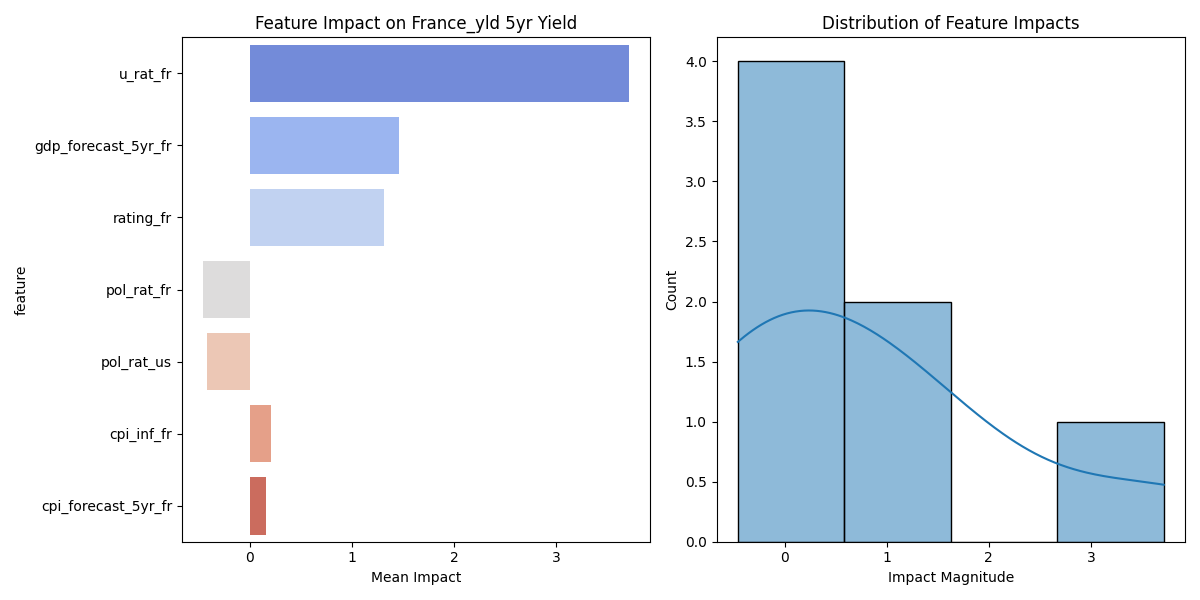 Feature Impact on France_yld 5yr Yield
feature
u_rat_fr
gdp_forecast_5yr_fr
rating_fr
pol_rat_fr
pol_rat_us
cpi_inf_fr
cpi_forecast_5yr_fr
0 1 2 3
Mean Impact
Distribution of Feature Impacts
Count
4.0
3.5
3.0
2.5
2.0
1.5
1.0
0.5
0.0
0 1 2 3
Impact Magnitude